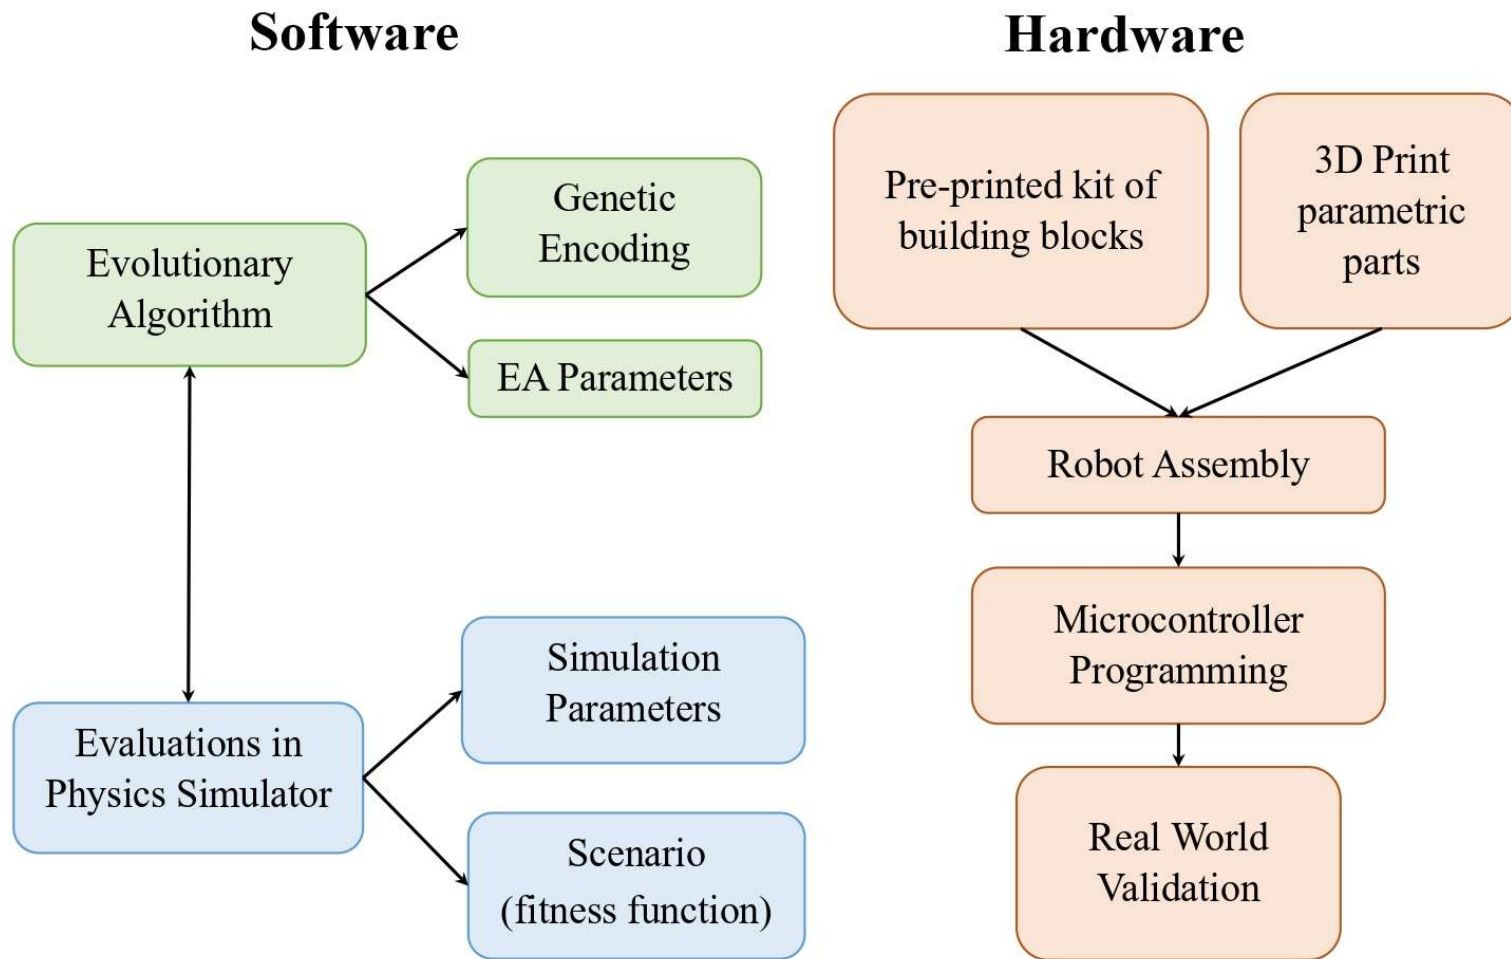 Software
Evolutionary
Algorithm
Genetic
Encoding
EA Parameters
Evaluations in
Physics Simulator
Simulation
Parameters
Scenario
(fitness function)
Hardware
Pre-printed kit of
building blocks
3D Print
parametric
parts
Robot Assembly
Microcontroller
Programming
Real World
Validation